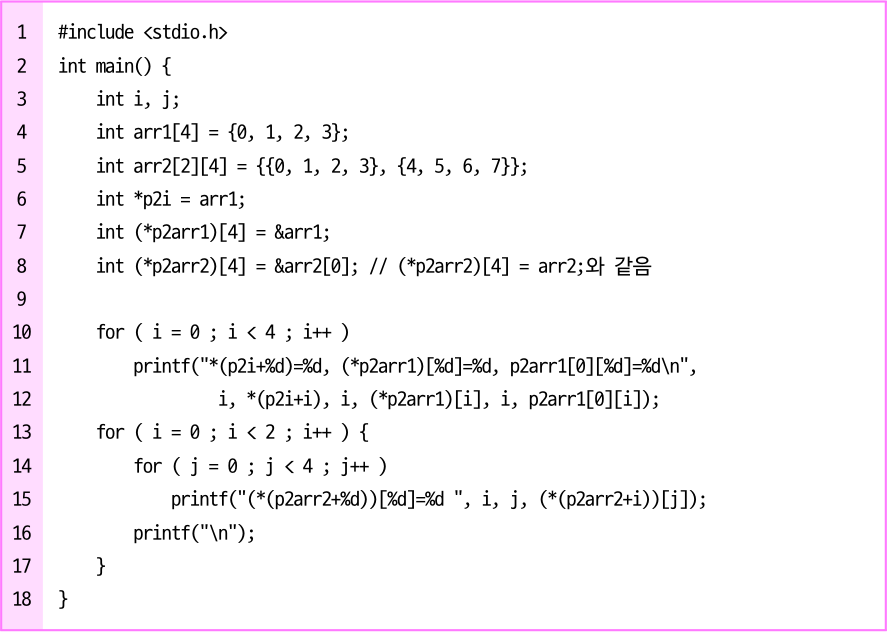 1 #include <stdio.h>
2 int main() {
3     int i, j;
4     int arr1[4] = {0, 1, 2, 3};
5     int arr2[2][4] = {{0, 1, 2, 3}, {4, 5, 6, 7}};
6     int *p2i = arr1;
7     int (*p2arr1)[4] = &arr1;
8     int (*p2arr2)[4] = &arr2[0]; // (*p2arr2)[4] = arr2;와 같음
9
10     for ( i = 0 ; i < 4 ; i++ )
11         printf("*(p2i+%d)=%d, (*p2arr1)[%d]=%d, p2arr1[0][%d]=%d\n",
12                  i, *(p2i+i), i, (*p2arr1)[i], i, p2arr1[0][i]);
13     for ( i = 0 ; i < 2 ; i++ ) {
14         for ( j = 0 ; j < 4 ; j++ )
15             printf("(*(p2arr2+%d))[%d]=%d ", i, j, (*(p2arr2+i))[j]);
16         printf("\n");
17     }
18 }